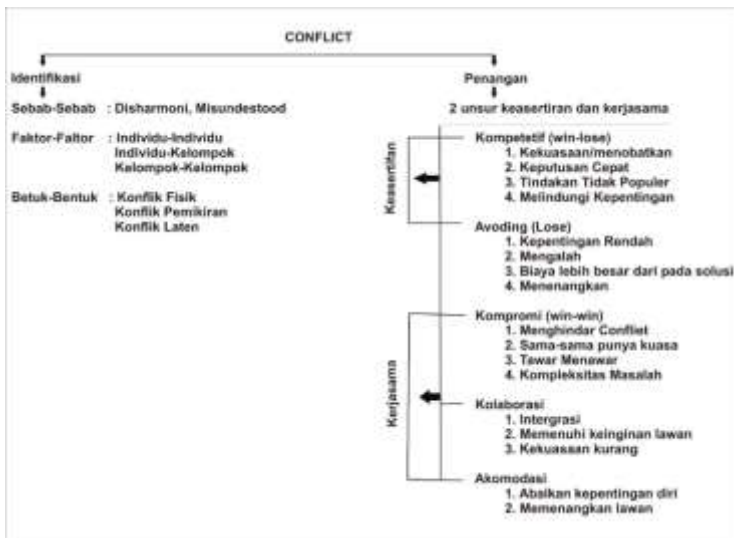 CONFLICT
Identifikasi
Sebab-Sebab : Disharmoni, Misundestood
Faktor-Faltor : Individu-Individu
Individu-Kelompok
Kelompok-Kelompok
Betuk-Bentuk : Konflik Fisik
Konflik Pemikiran
Konflik Laten
Penangan
2 unsur keasertiran dan kerjasama
Keasertifan
Kompetetif (win-lose)
1. Kekuasaan/menobatkan
2. Keputusan Cepat
3. Tindakan Tidak Populer
4. Melindungi Kepentingan
Avoding (Lose)
1. Kepentingan Rendah
2. Mengalah
3. Biaya lebih besar dari pada solusi
4. Menenangkan
Kerjasama
Kompromi (win-win)
1. Menghindar Conflict
2. Sama-sama punya kuasa
3. Tawar Menawar
4. Kompleksitas Masalah
Kolaborasi
1. Intergrasi
2. Memenuhi keinginan lawan
3. Kekuasaan kurang
Akomodasi
1. Abaikan kepentingan diri
2. Memenangkan lawan